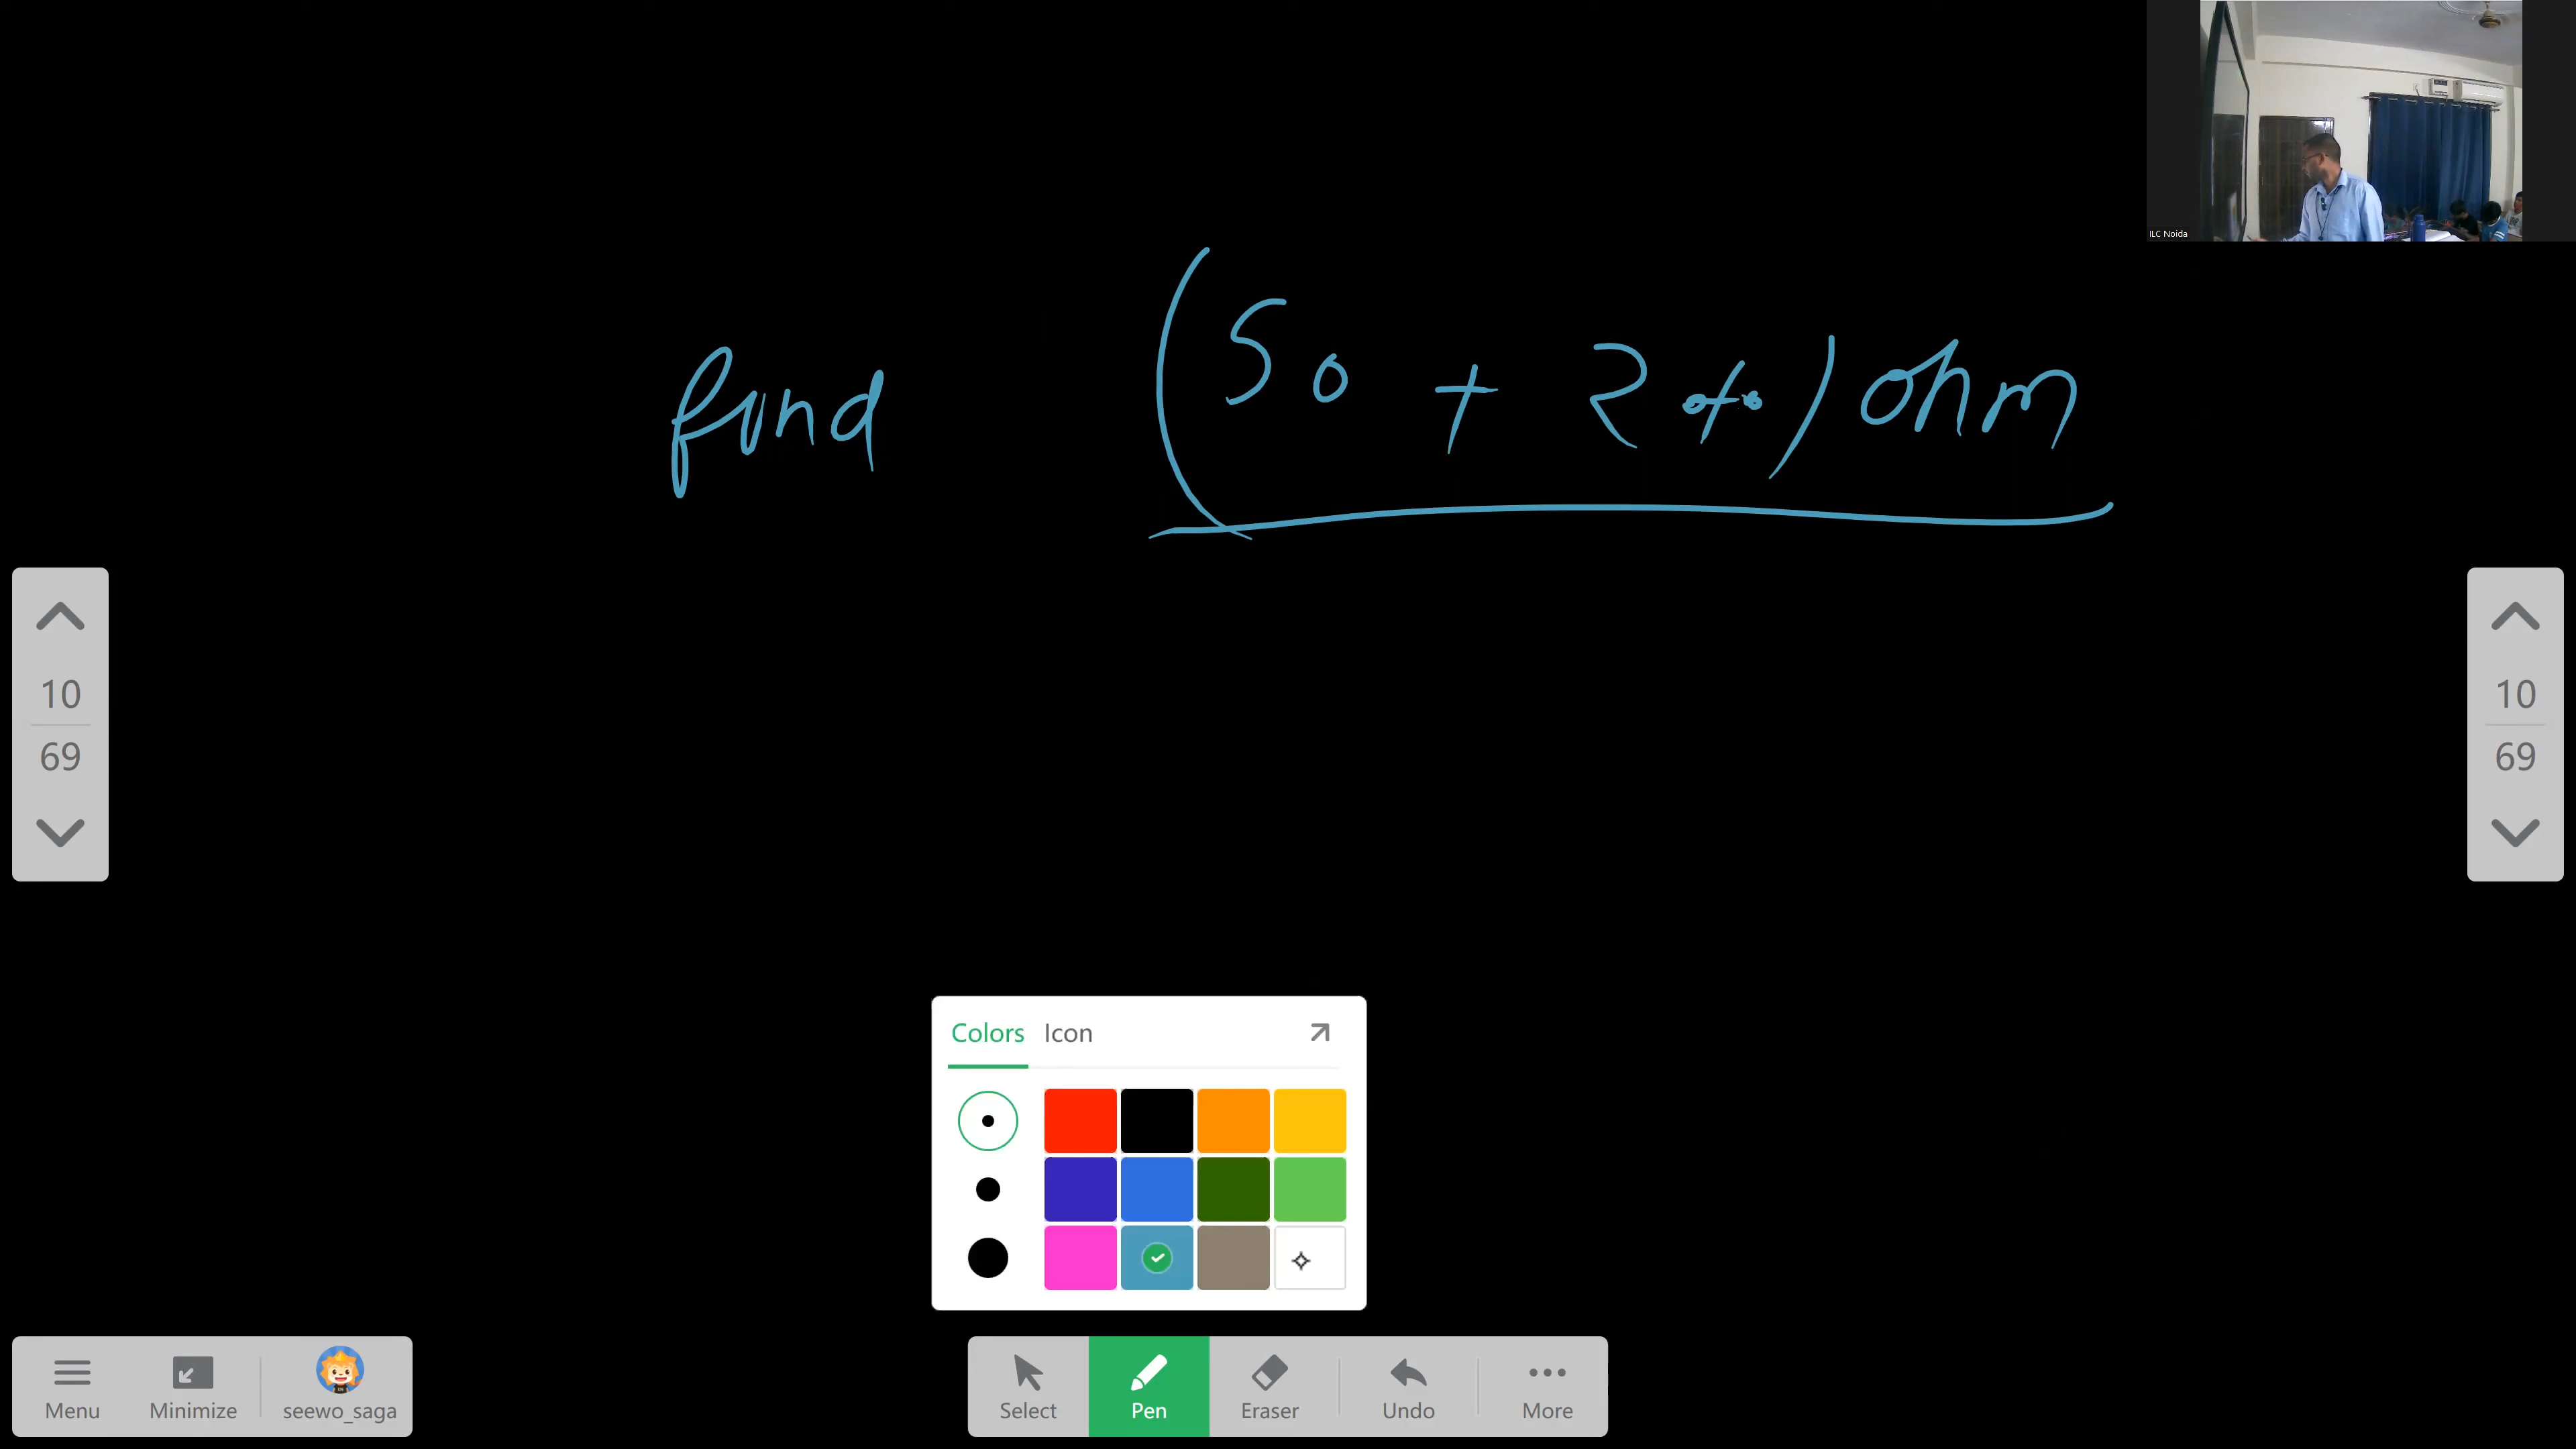 ILC Noida
find (50 + 2%) ohm
10
69
10
69
Colors Icon
Menu Minimize seewo_saga Select Pen Eraser Undo More